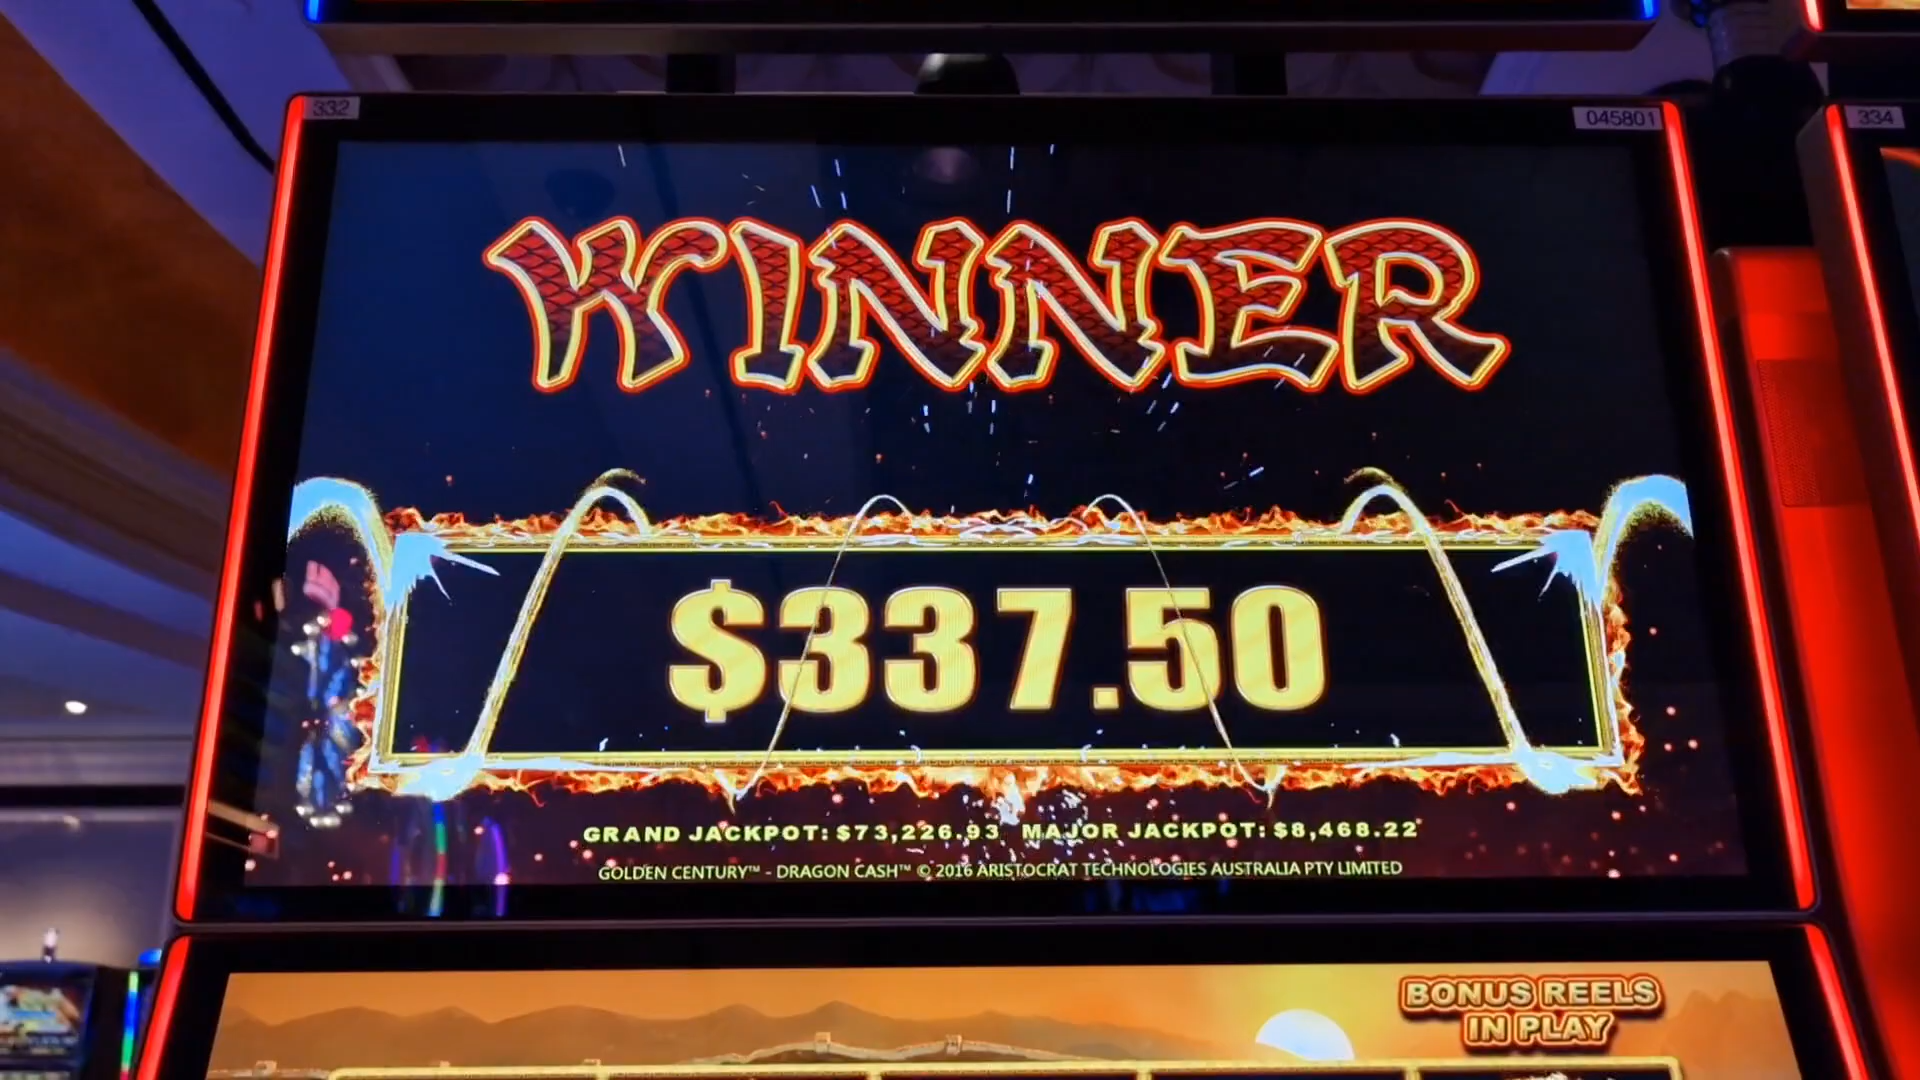 332
045801
334
WINNER
$337.50
GRAND JACKPOT: $73,226.93 MAJOR JACKPOT: $8,468.22
GOLDEN CENTURY™ - DRAGON CASH™ © 2016 ARISTOCRAT TECHNOLOGIES AUSTRALIA PTY LIMITED
BONUS REELS
IN PLAY